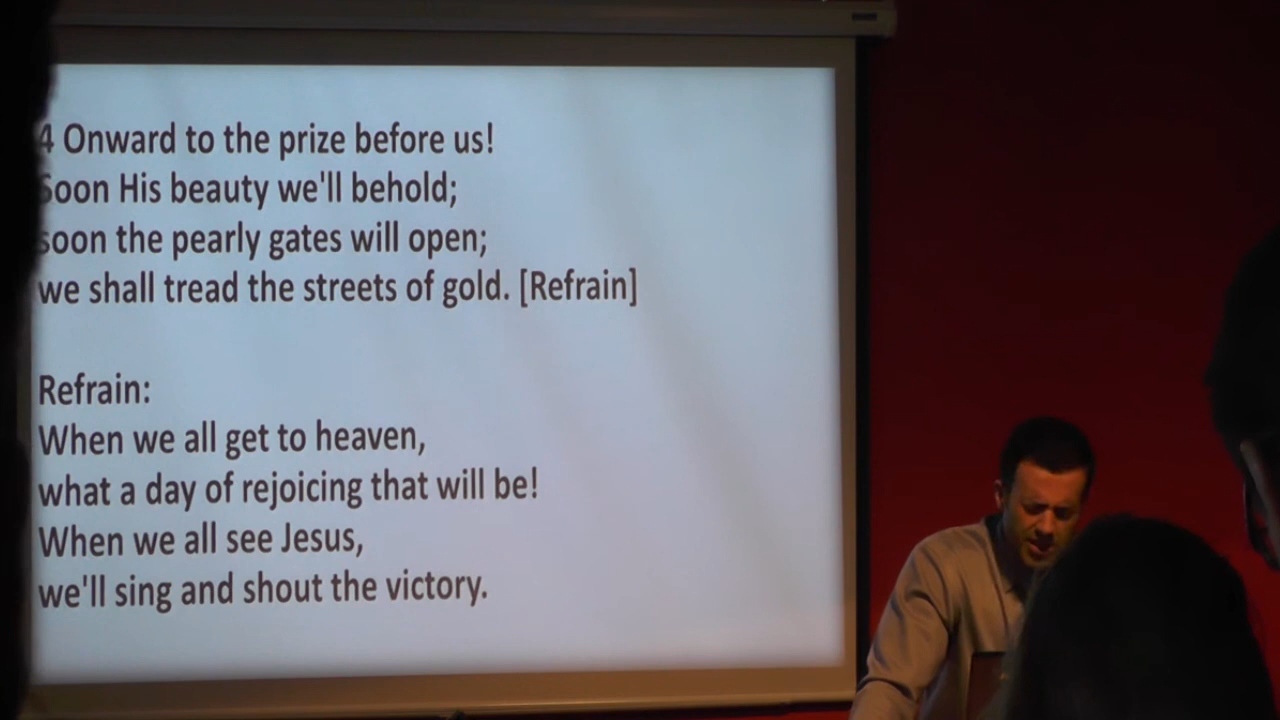 4 Onward to the prize before us!
Soon His beauty we'll behold;
soon the pearly gates will open;
we shall tread the streets of gold. [Refrain]
Refrain:
When we all get to heaven,
what a day of rejoicing that will be!
When we all see Jesus,
we'll sing and shout the victory.